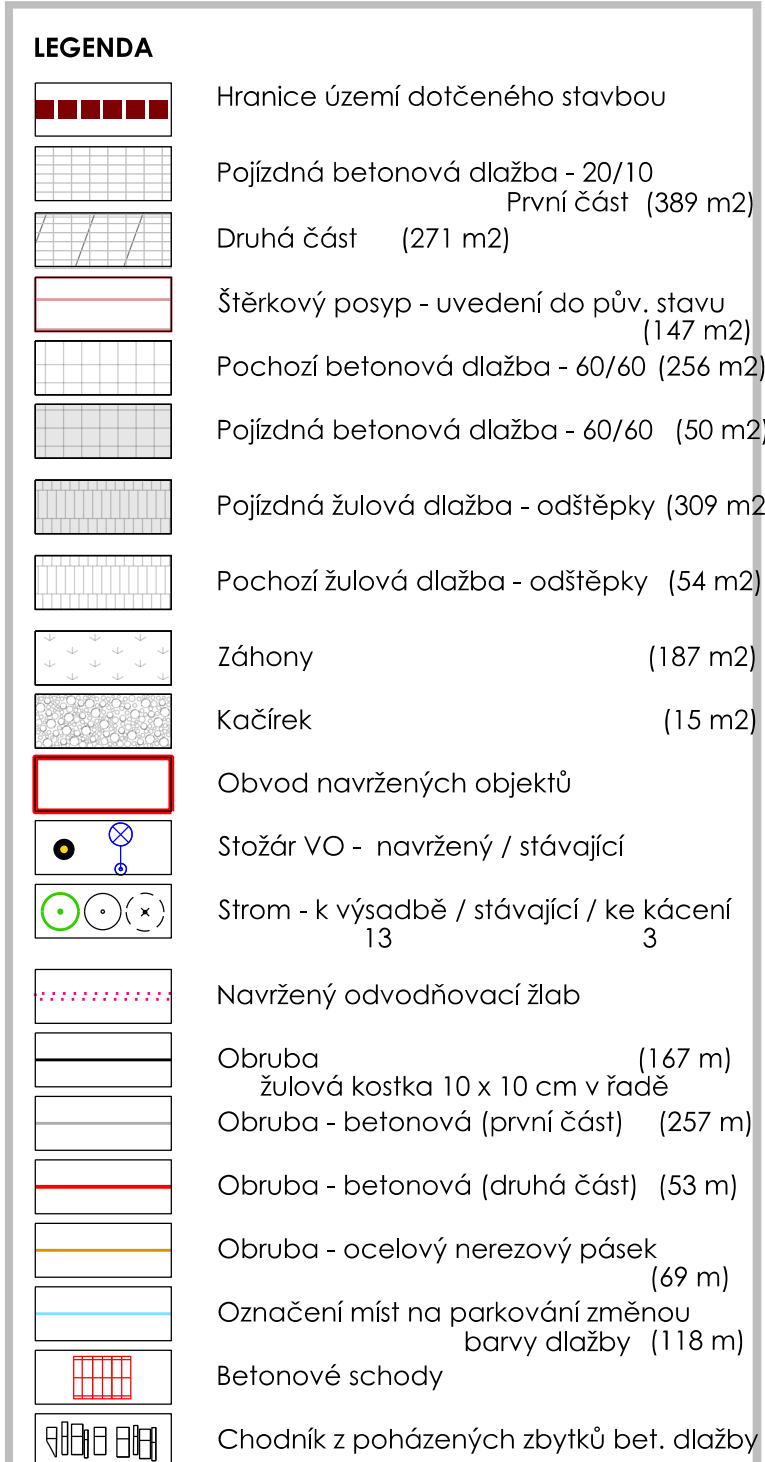 LEGENDA
Hranice území dotčeného stavbou
Pojízdná betonová dlažba - 20/10
První část (389 m2)
Druhá část (271 m2)
Štěrkový posyp - uvedení do pův. stavu
(147 m2)
Pochozí betonová dlažba - 60/60 (256 m2)
Pojízdná betonová dlažba - 60/60 (50 m2)
Pojízdná žulová dlažba - odštěpky (309 m2
Pochozí žulová dlažba - odštěpky (54 m2)
Záhony (187 m2)
Kačírek (15 m2)
Obvod navržených objektů
Stožár VO - navržený / stávající
Strom - k výsadbě / stávající / ke kácení
13 3
Navržený odvodňovací žlab
Obruba (167 m)
žulová kostka 10 x 10 cm v řadě
Obruba - betonová (první část) (257 m)
Obruba - betonová (druhá část) (53 m)
Obruba - ocelový nerezový pásek
(69 m)
Označení míst na parkování změnou
barvy dlažby (118 m)
Betonové schody
Chodník z poházených zbytků bet. dlažby